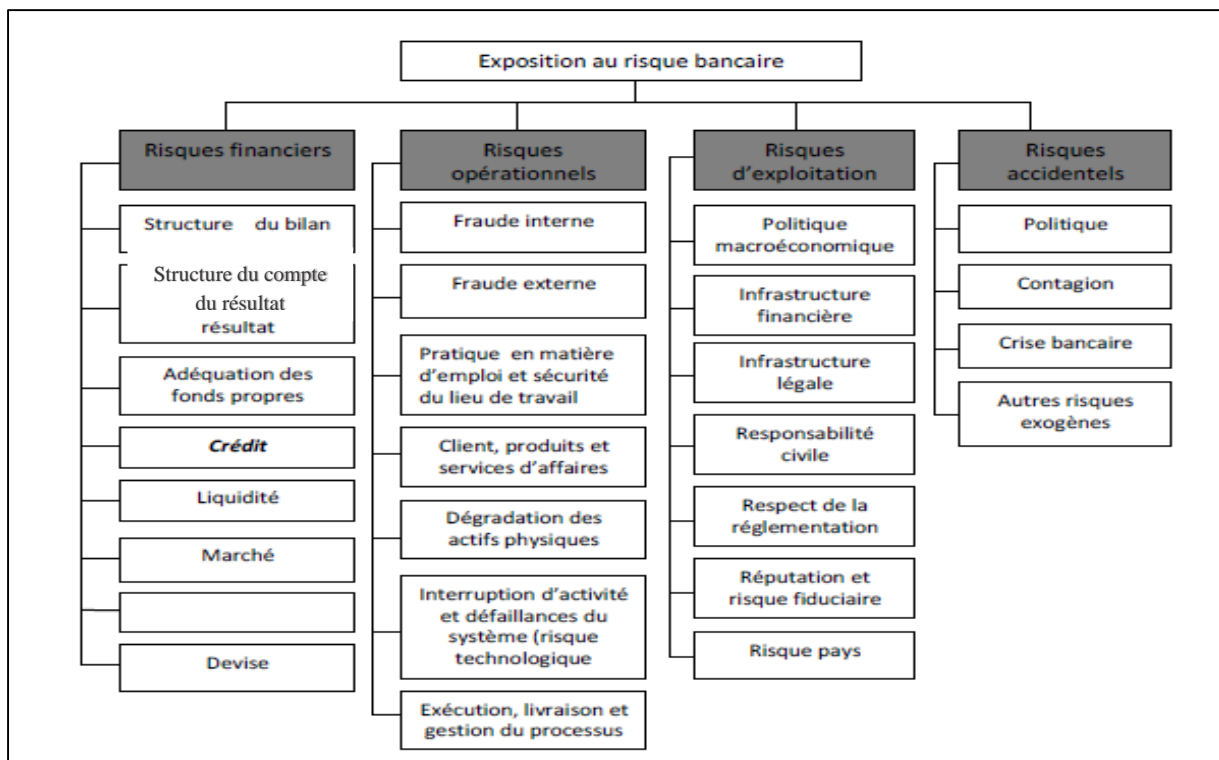 Exposition au risque bancaire
Risques financiers
Structure du bilan
Structure du compte
du résultat
résultat
Adéquation des
fonds propres
Crédit
Liquidité
Marché
Devise
Risques
opérationnels
Fraude interne
Fraude externe
Pratique en matière
d'emploi et sécurité
du lieu de travail
Client, produits et
services d'affaires
Dégradation des
actifs physiques
Interruption d'activité
et défaillances du
système (risque
technologique
Exécution, livraison et
gestion du processus
Risques
d'exploitation
Politique
macroéconomique
Infrastructure
financière
Infrastructure
légale
Responsabilité
civile
Respect de la
réglementation
Réputation et
risque fiduciaire
Risque pays
Risques
accidentels
Politique
Contagion
Crise bancaire
Autres risques
exogènes